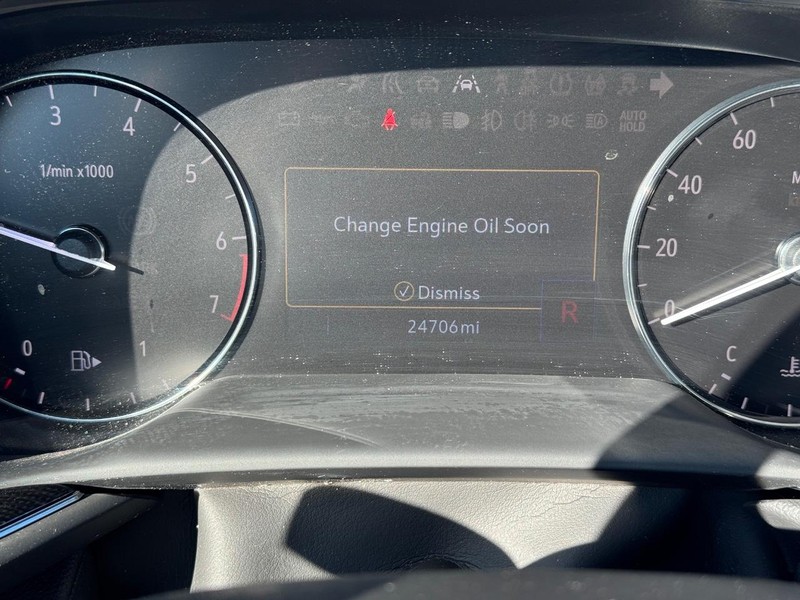 3
4
5
6
7
1/min x1000
0
1
AUTO
HOLD
Change Engine Oil Soon
Dismiss
24706mi
R
60
40
20
0
M
C